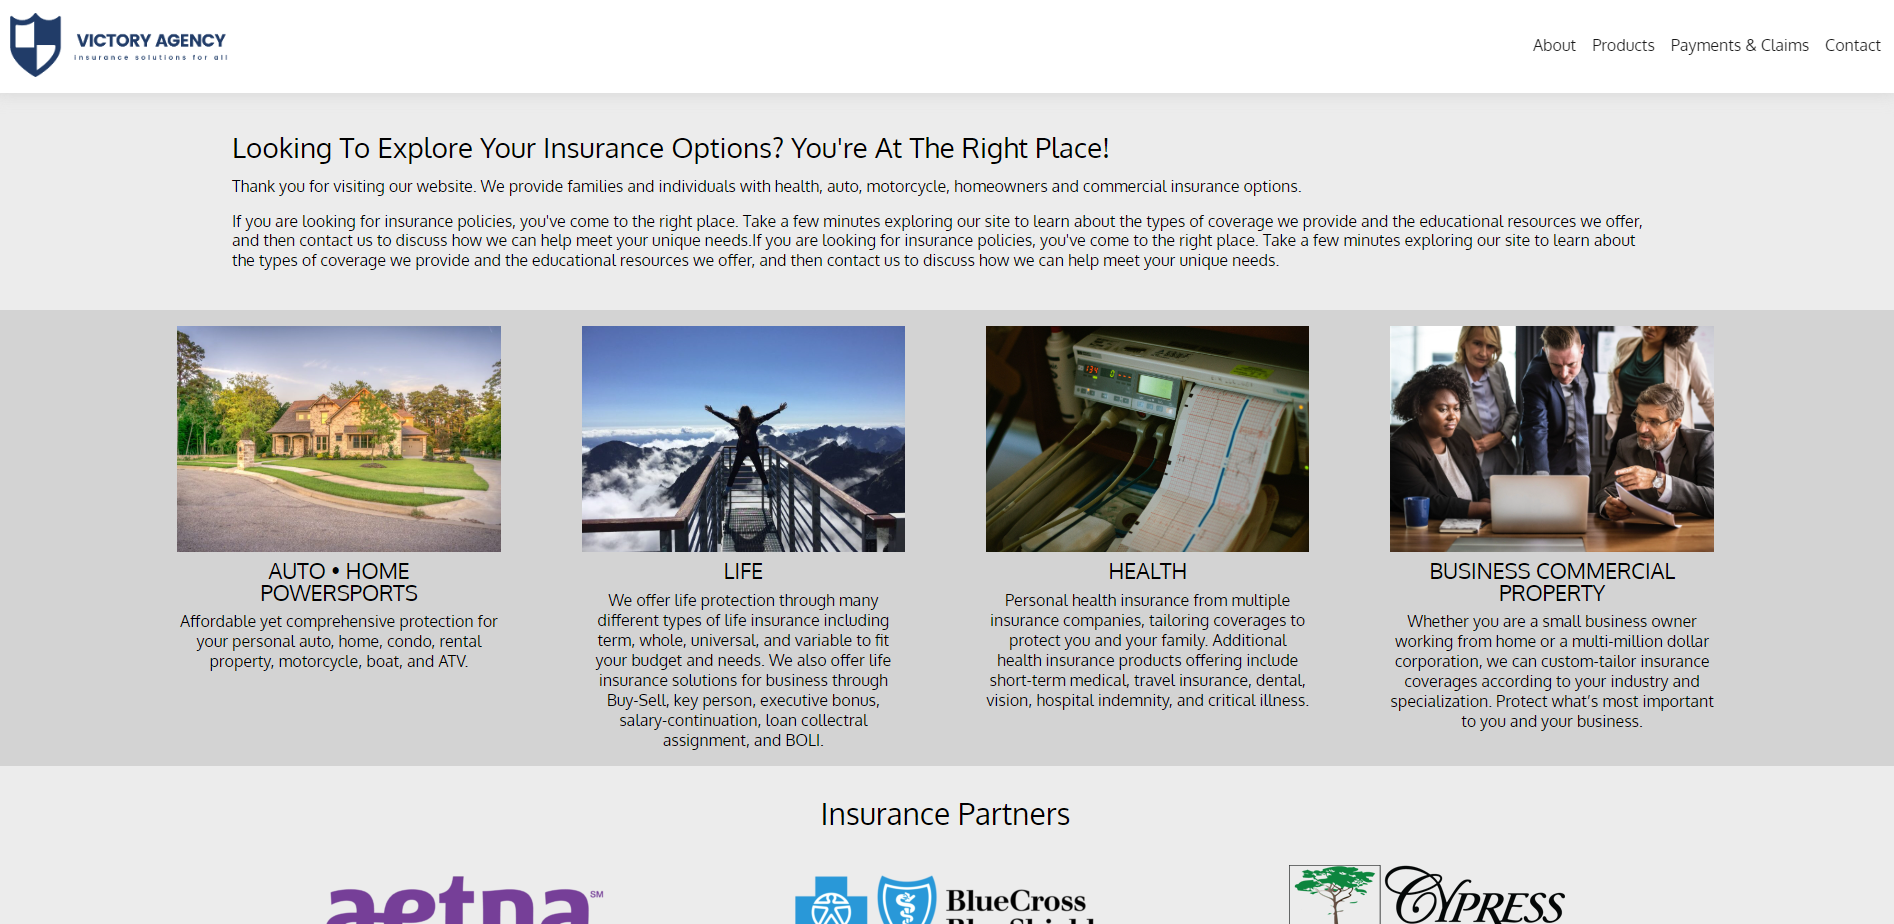 VICTORY AGENCY
Insurance solutions for all
About Products Payments & Claims Contact
Looking To Explore Your Insurance Options? You're At The Right Place!
Thank you for visiting our website. We provide families and individuals with health, auto, motorcycle, homeowners and commercial insurance options.
If you are looking for insurance policies, you've come to the right place. Take a few minutes exploring our site to learn about the types of coverage we provide and the educational resources we offer,
and then contact us to discuss how we can help meet your unique needs.If you are looking for insurance policies, you've come to the right place. Take a few minutes exploring our site to learn about
the types of coverage we provide and the educational resources we offer, and then contact us to discuss how we can help meet your unique needs.
134
0
AUTO • HOME
POWERSPORTS
Affordable yet comprehensive protection for
your personal auto, home, condo, rental
property, motorcycle, boat, and ATV.
LIFE
We offer life protection through many
different types of life insurance including
term, whole, universal, and variable to fit
your budget and needs. We also offer life
insurance solutions for business through
Buy-Sell, key person, executive bonus,
salary-continuation, loan collectral
assignment, and BOLI.
HEALTH
Personal health insurance from multiple
insurance companies, tailoring coverages to
protect you and your family. Additional
health insurance products offering include
short-term medical, travel insurance, dental,
vision, hospital indemnity, and critical illness.
BUSINESS COMMERCIAL
PROPERTY
Whether you are a small business owner
working from home or a multi-million dollar
corporation, we can custom-tailor insurance
coverages according to your industry and
specialization. Protect what’s most important
to you and your business.
Insurance Partners
aetna SM
BlueCross
BlueShield
CYPRESS